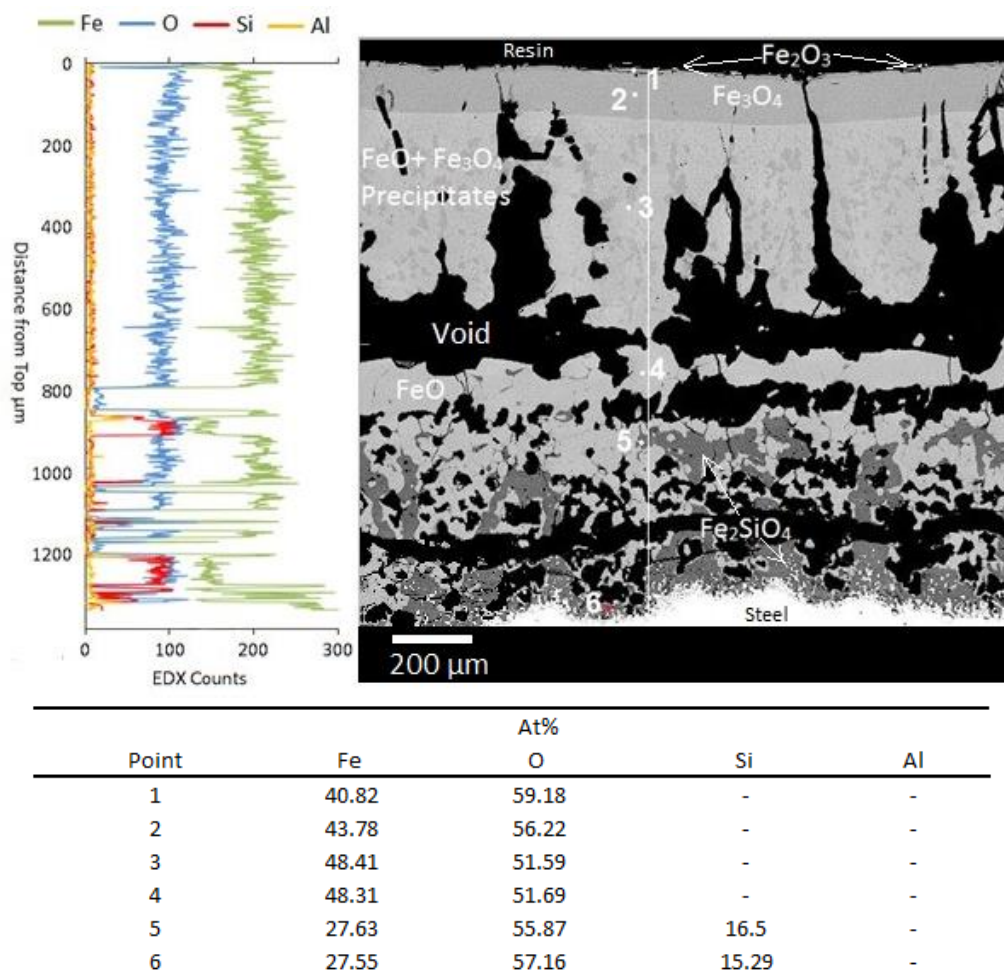 Fe O Si Al
0
200
400
600
800
1000
1200
Distance from Top µm
0 100 200 300
EDX Counts
Resin
Fe₂O₃
1
2
Fe₃O₄
FeO+ Fe₃O₄
Precipitates
3
Void
4
FeO
5
Fe₂SiO₄
6
Steel
200 µm
At%
Point Fe O Si Al
1 40.82 59.18 - -
2 43.78 56.22 - -
3 48.41 51.59 - -
4 48.31 51.69 - -
5 27.63 55.87 16.5 -
6 27.55 57.16 15.29 -